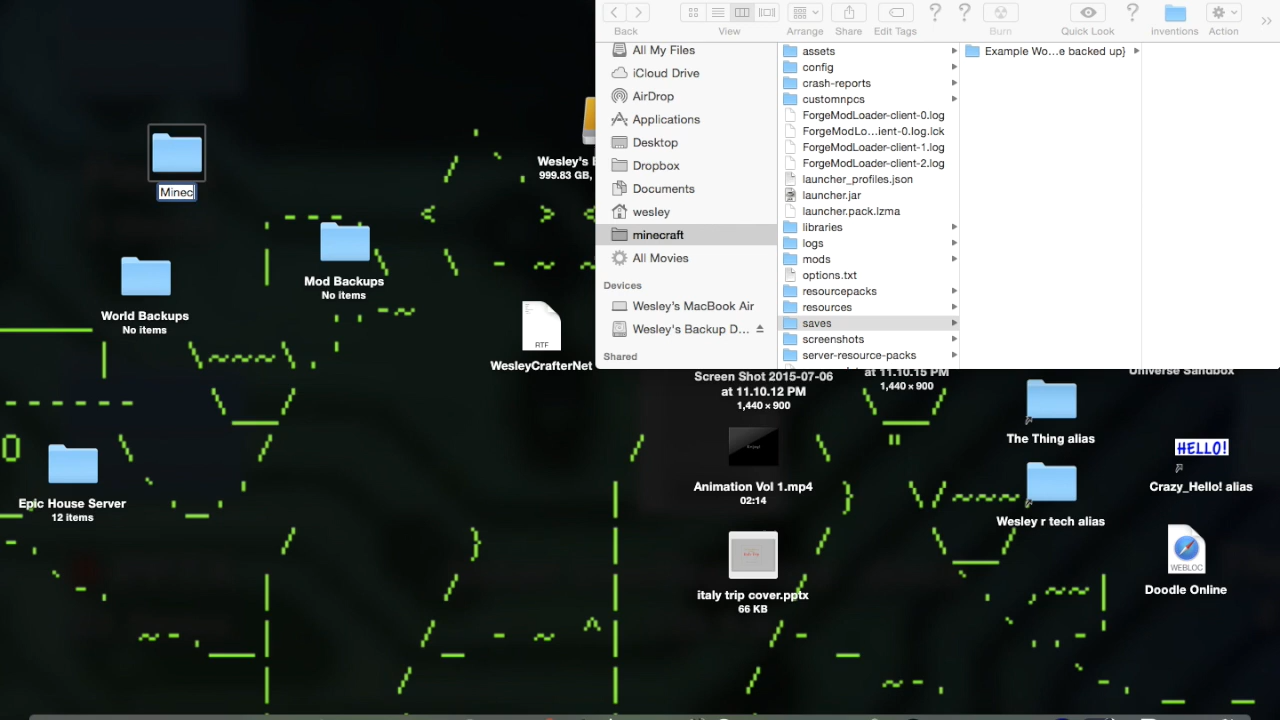 Back
View
Arrange
Share
Edit Tags
Burn
Quick Look
inventions
Action
All My Files
iCloud Drive
AirDrop
Applications
Desktop
Dropbox
Documents
wesley
minecraft
All Movies
Devices
Wesley's MacBook Air
Wesley's Backup D...
Shared
assets
config
crash-reports
customnpcs
ForgeModLoader-client-0.log
ForgeModLo...ient-0.log.lck
ForgeModLoader-client-1.log
ForgeModLoader-client-2.log
launcher_profiles.json
launcher.jar
launcher.pack.lzma
libraries
logs
mods
options.txt
resourcepacks
resources
saves
screenshots
server-resource-packs
Example Wo...e backed up}
Minec
Wesley's
999.83 GB,
Mod Backups
No items
World Backups
No items
RTF
WesleyCrafterNet
Epic House Server
12 items
Screen Shot 2015-07-06
at 11.10.12 PM
1,440 × 900
at 11.10.15 PM
1,440 × 900
Universe Sandbox
Animation Vol 1.mp4
02:14
italy trip cover.pptx
66 KB
The Thing alias
Wesley r tech alias
HELLO!
Crazy_Hello! alias
WEBLOC
Doodle Online